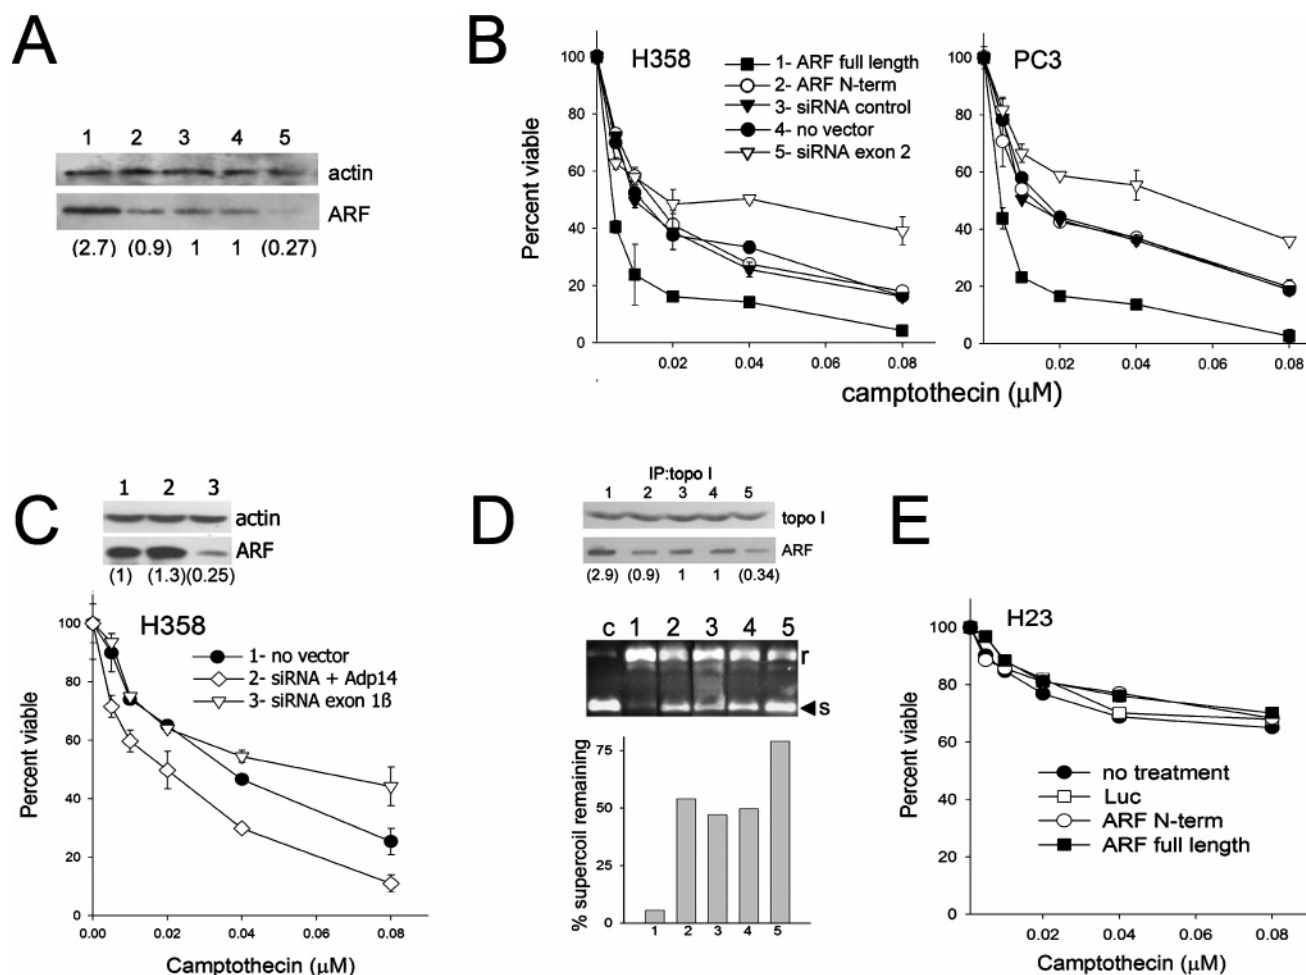 A
1 2 3 4 5
actin
ARF
(2.7) (0.9) 1 1 (0.27)
B
H358
1- ARF full length
2- ARF N-term
3- siRNA control
4- no vector
5- siRNA exon 2
Percent viable
100
80
60
40
20
0
0.02 0.04 0.06 0.08
PC3
100
80
60
40
20
0
0.02 0.04 0.06 0.08
camptothecin (μM)
C
1 2 3
actin
ARF
(1) (1.3) (0.25)
H358
1- no vector
2- siRNA + Adp14
3- siRNA exon 1ß
Percent viable
100
80
60
40
20
0
0.00 0.02 0.04 0.06 0.08
Camptothecin (μM)
D
IP:topo I
1 2 3 4 5
topo I
ARF
(2.9) (0.9) 1 1 (0.34)
c 1 2 3 4 5
r
s
% supercoil remaining
75
50
25
0
1 2 3 4 5
E
H23
Percent viable
100
80
60
40
20
0
no treatment
Luc
ARF N-term
ARF full length
0.02 0.04 0.06 0.08
Camptothecin (μM)